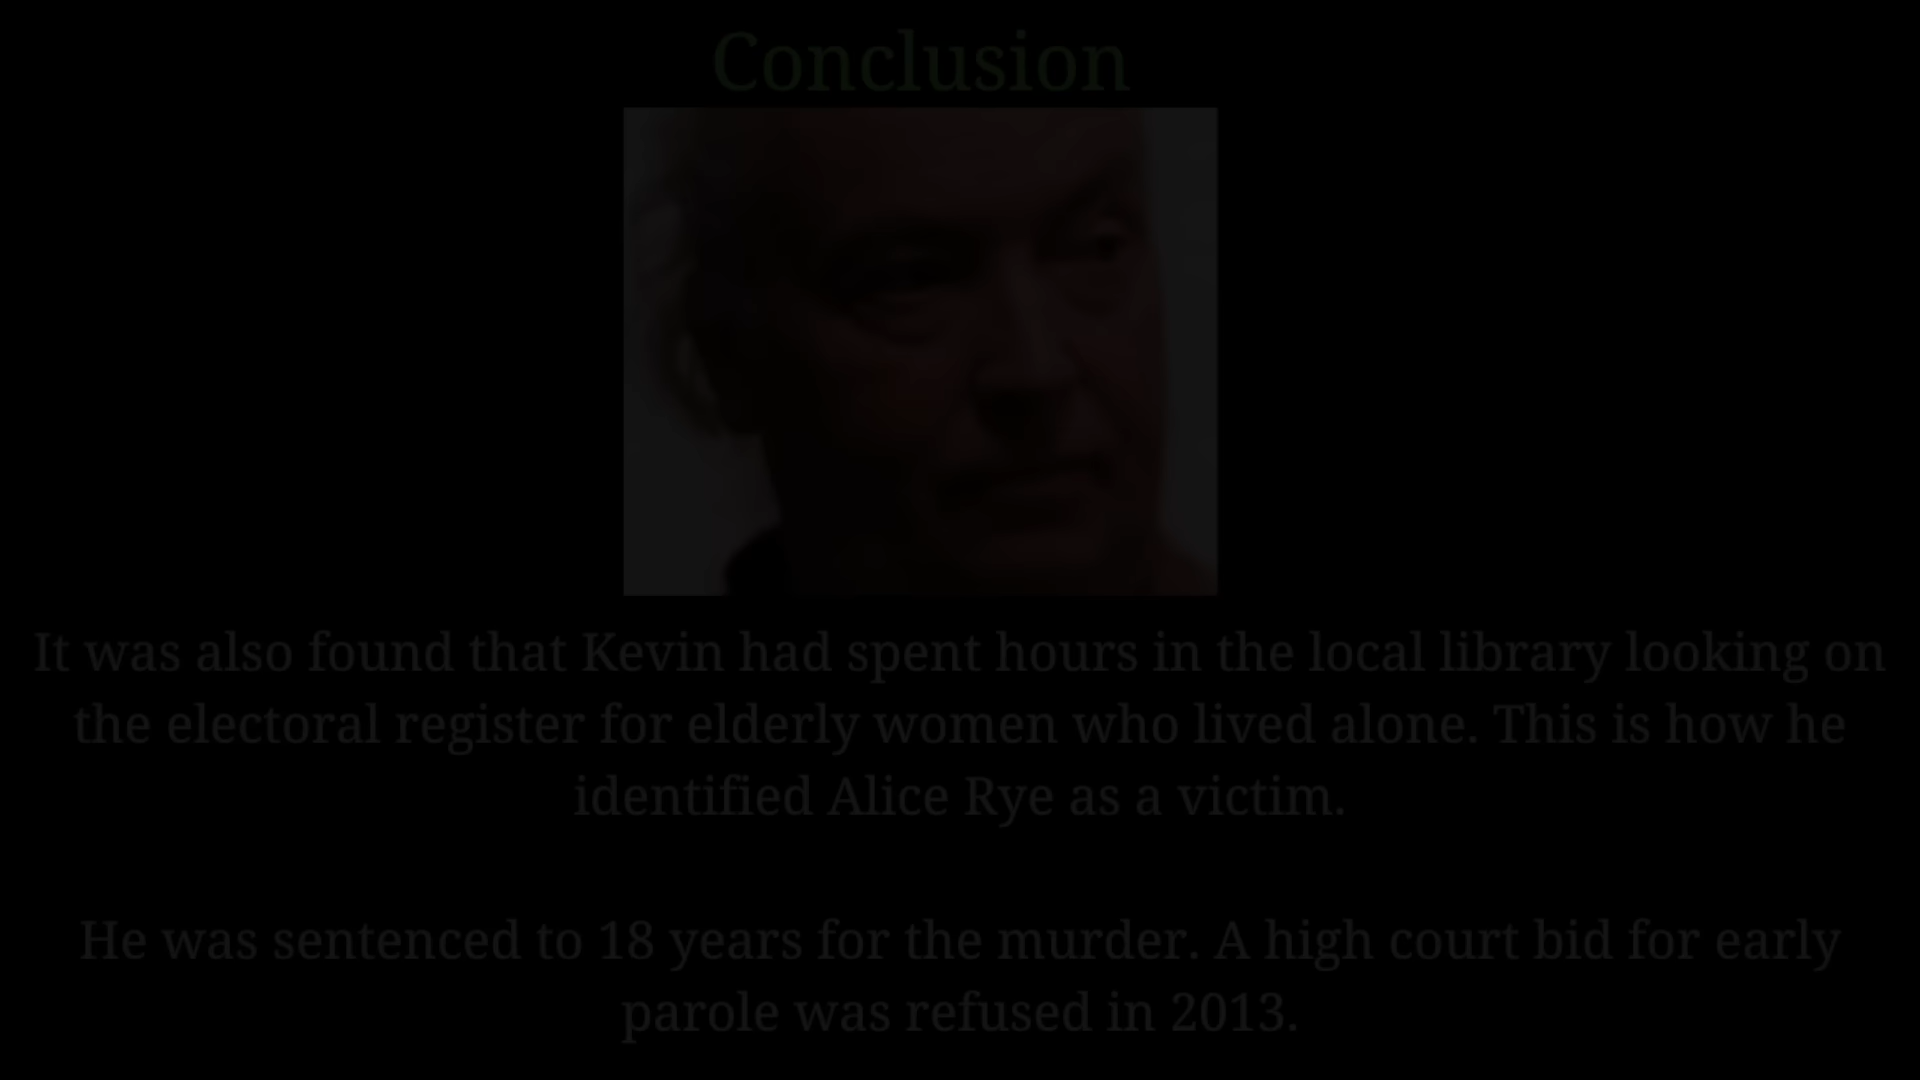 Conclusion
It was also found that Kevin had spent hours in the local library looking on
the electoral register for elderly women who lived alone. This is how he
identified Alice Rye as a victim.
He was sentenced to 18 years for the murder. A high court bid for early
parole was refused in 2013.